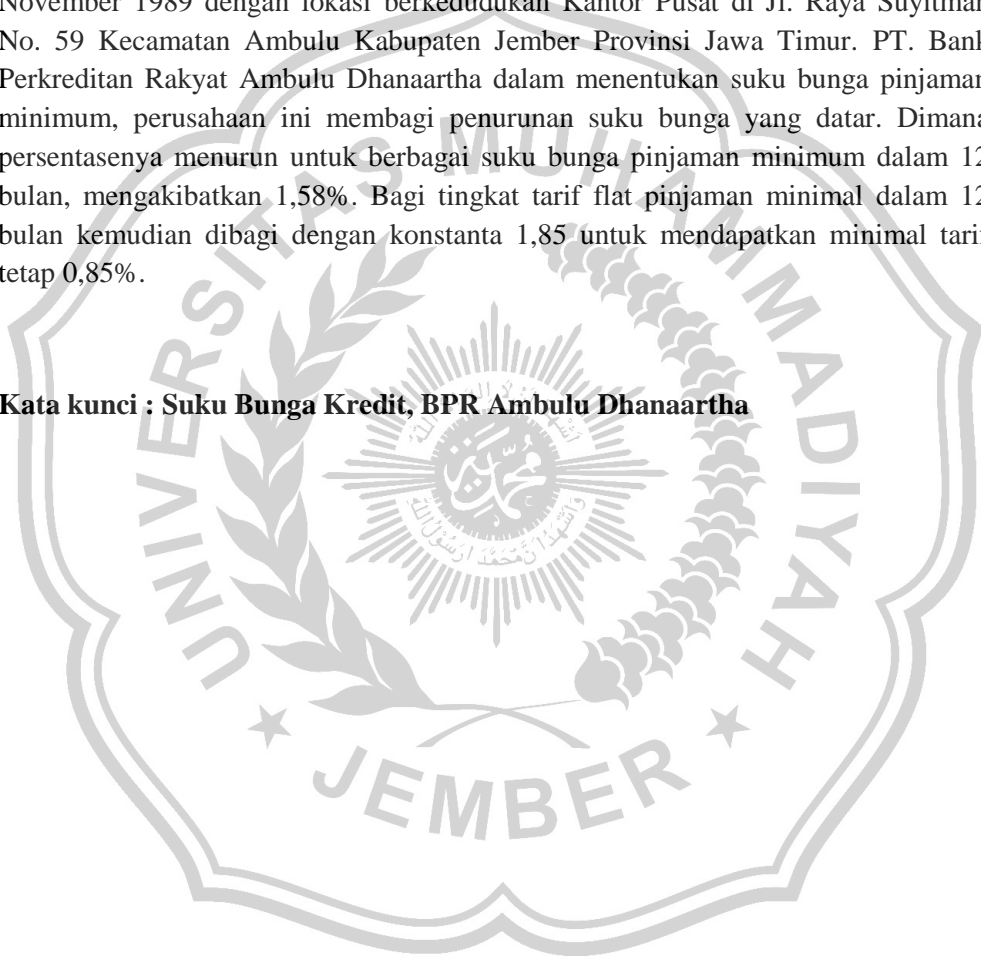 November 1989 dengan lokasi berkedudukan Kantor Pusat di Jl. Raya Suyitman
No. 59 Kecamatan Ambulu Kabupaten Jember Provinsi Jawa Timur. PT. Bank
Perkreditan Rakyat Ambulu Dhanaartha dalam menentukan suku bunga pinjaman
minimum, perusahaan ini membagi penurunan suku bunga yang datar. Dimana
persentasenya menurun untuk berbagai suku bunga pinjaman minimum dalam 12
bulan, mengakibatkan 1,58%. Bagi tingkat tarif flat pinjaman minimal dalam 12
bulan kemudian dibagi dengan konstanta 1,85 untuk mendapatkan minimal tarif
tetap 0,85%.
Kata kunci : Suku Bunga Kredit, BPR Ambulu Dhanaartha
UNIVERSITAS MUHAMMADIYAH
JEMBER